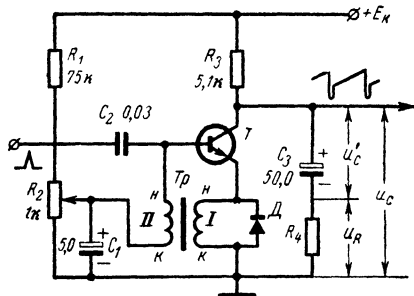 +Eк
R1
75к
R3
5,1к
C2 0,03
T
Tр
C3
50,0
+
−
u'c
uc
н
н
R2
1к
II
I
Д
+
5,0
C1
−
к
к
R4
uR